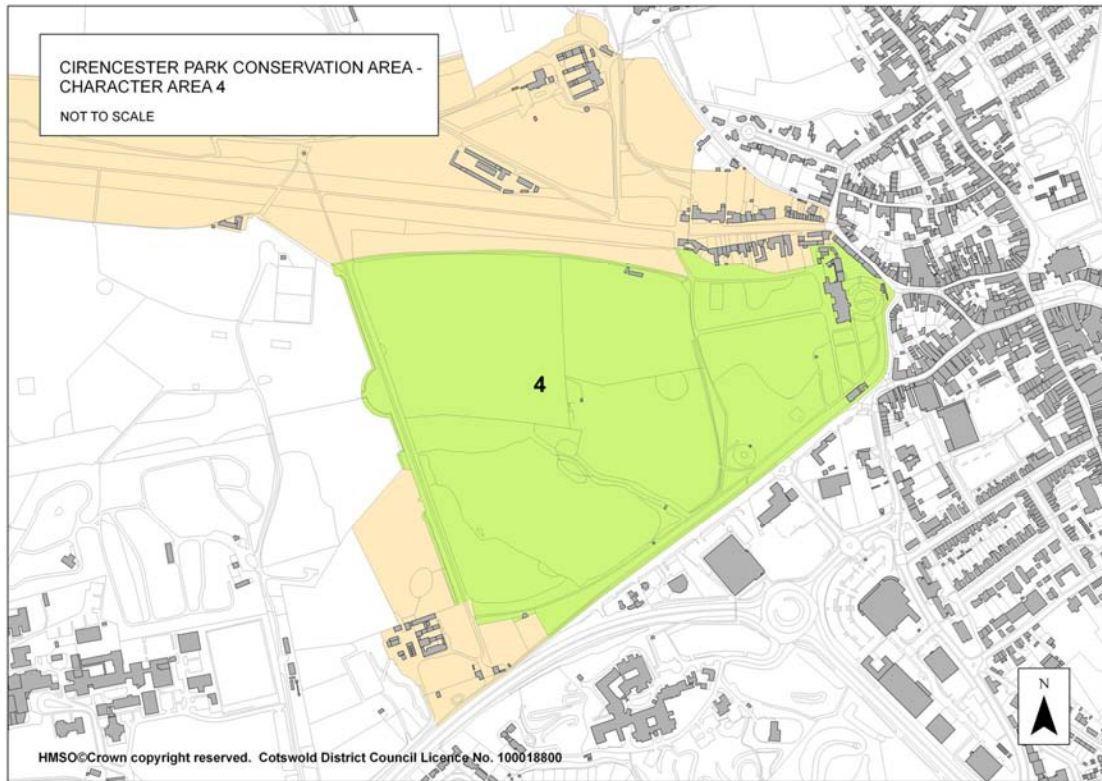 CIRENCESTER PARK CONSERVATION AREA -
CHARACTER AREA 4
NOT TO SCALE
4
N
HMSO©Crown copyright reserved. Cotswold District Council Licence No. 100018800